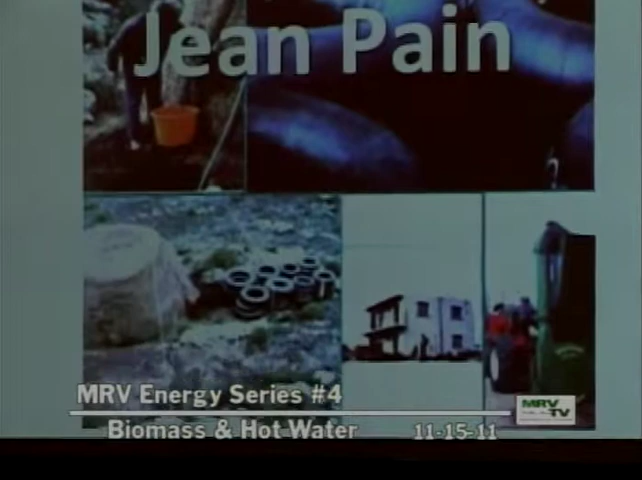 Jean Pain
MRV Energy Series #4
MRV
TV
Biomass & Hot Water 11-15-11